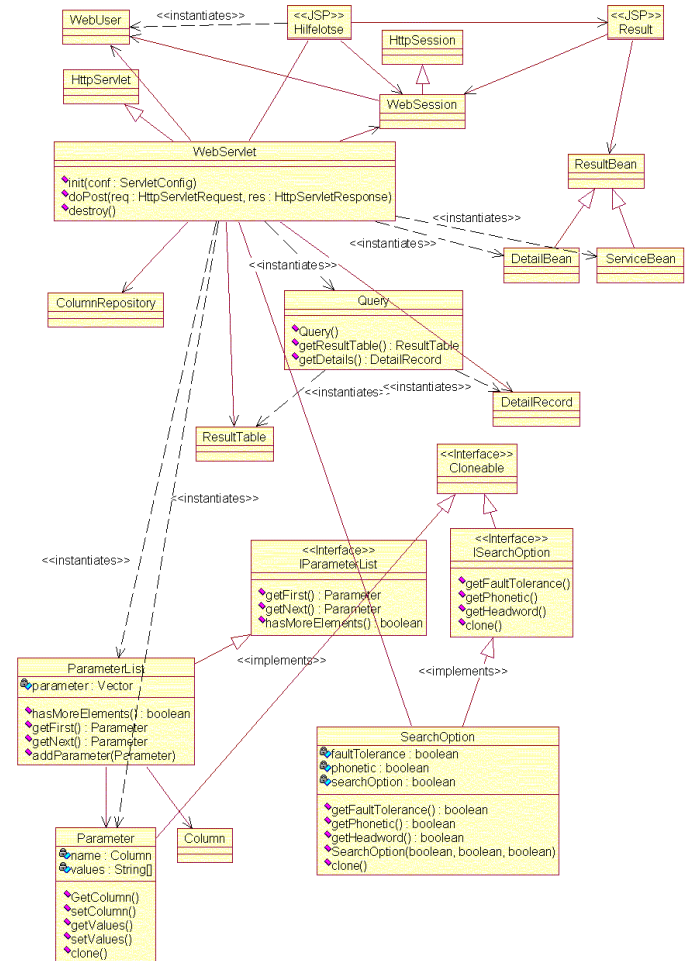 WebUser
<<instantiates>>
<<JSP>>
Hilfelotse
<<JSP>>
Result
HttpSession
HttpServlet
WebSession
WebServlet
init(conf : ServletConfig)
doPost(req : HttpServletRequest, res : HttpServletResponse)
destroy()
ResultBean
<<instantiates>>
<<instantiates>>
DetailBean
ServiceBean
<<instantiates>>
ColumnRepository
Query
Query()
getResultTable() : ResultTable
getDetails() : DetailRecord
<<instantiates>>
<<instantiates>>
DetailRecord
ResultTable
<<Interface>>
Cloneable
<<instantiates>>
<<Interface>>
ISearchOption
getFaultTolerance()
getPhonetic()
getHeadword()
clone()
<<Interface>>
IParameterList
getFirst() : Parameter
getNext() : Parameter
hasMoreElements() : boolean
<<instantiates>>
<<implements>>
<<implements>>
ParameterList
parameter : Vector
hasMoreElements() : boolean
getFirst() : Parameter
getNext() : Parameter
addParameter(Parameter)
SearchOption
faultTolerance : boolean
phonetic : boolean
searchOption : boolean
getFaultTolerance() : boolean
getPhonetic() : boolean
getHeadword() : boolean
SearchOption(boolean, boolean, boolean)
clone()
Parameter
name : Column
values : String[]
GetColumn()
setColumn()
getValues()
setValues()
clone()
Column